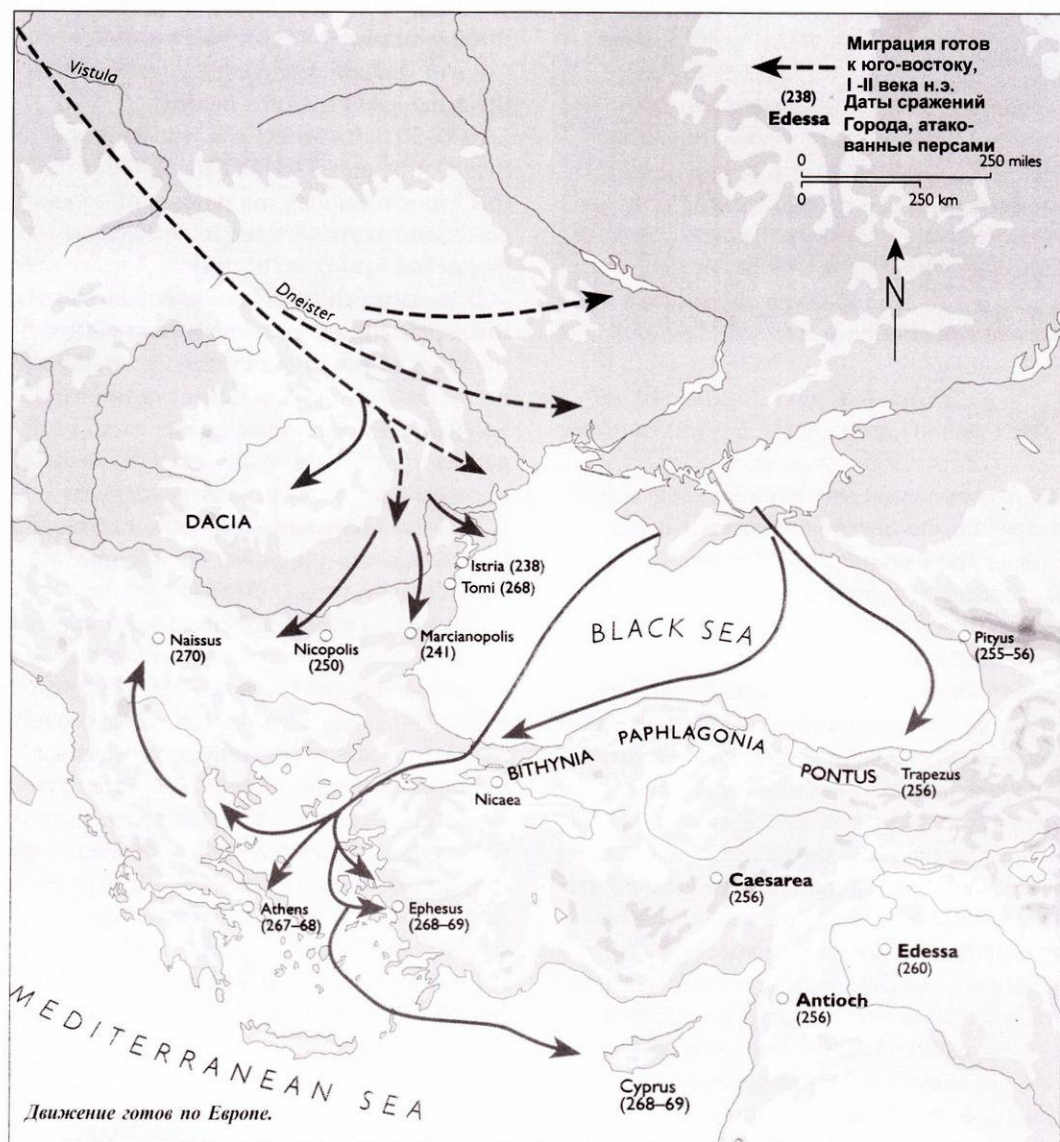 Vistula
Миграция готов
к юго-востоку,
I -II века н.э.
(238) Даты сражений
Edessa Города, атако-
ванные персами
0 250 miles
0 250 km
N
Dneister
DACIA
Istria (238)
Tomi (268)
BLACK SEA
Naissus
(270)
Nicopolis
(250)
Marcianopolis
(241)
Pityus
(255–56)
PAPHLAGONIA
BITHYNIA
PONTUS
Trapezus
(256)
Nicaea
Caesarea
(256)
Athens
(267–68)
Ephesus
(268–69)
Edessa
(260)
Antioch
(256)
MEDITERRANEAN SEA
Cyprus
(268–69)
Движение готов по Европе.